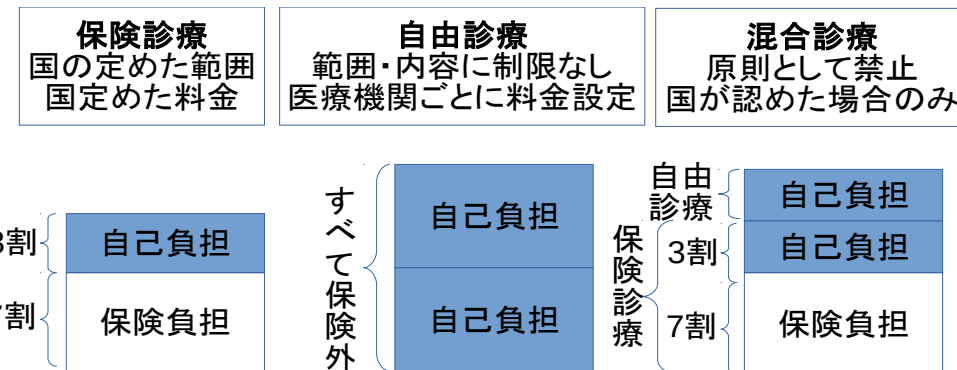 保険診療
国の定めた範囲
国定めた料金
自由診療
範囲・内容に制限なし
医療機関ごとに料金設定
混合診療
原則として禁止
国が認めた場合のみ
3割
自己負担
7割
保険負担
すべて保険外
自己負担
自己負担
自由
診療
自己負担
保険診療
3割
自己負担
7割
保険負担